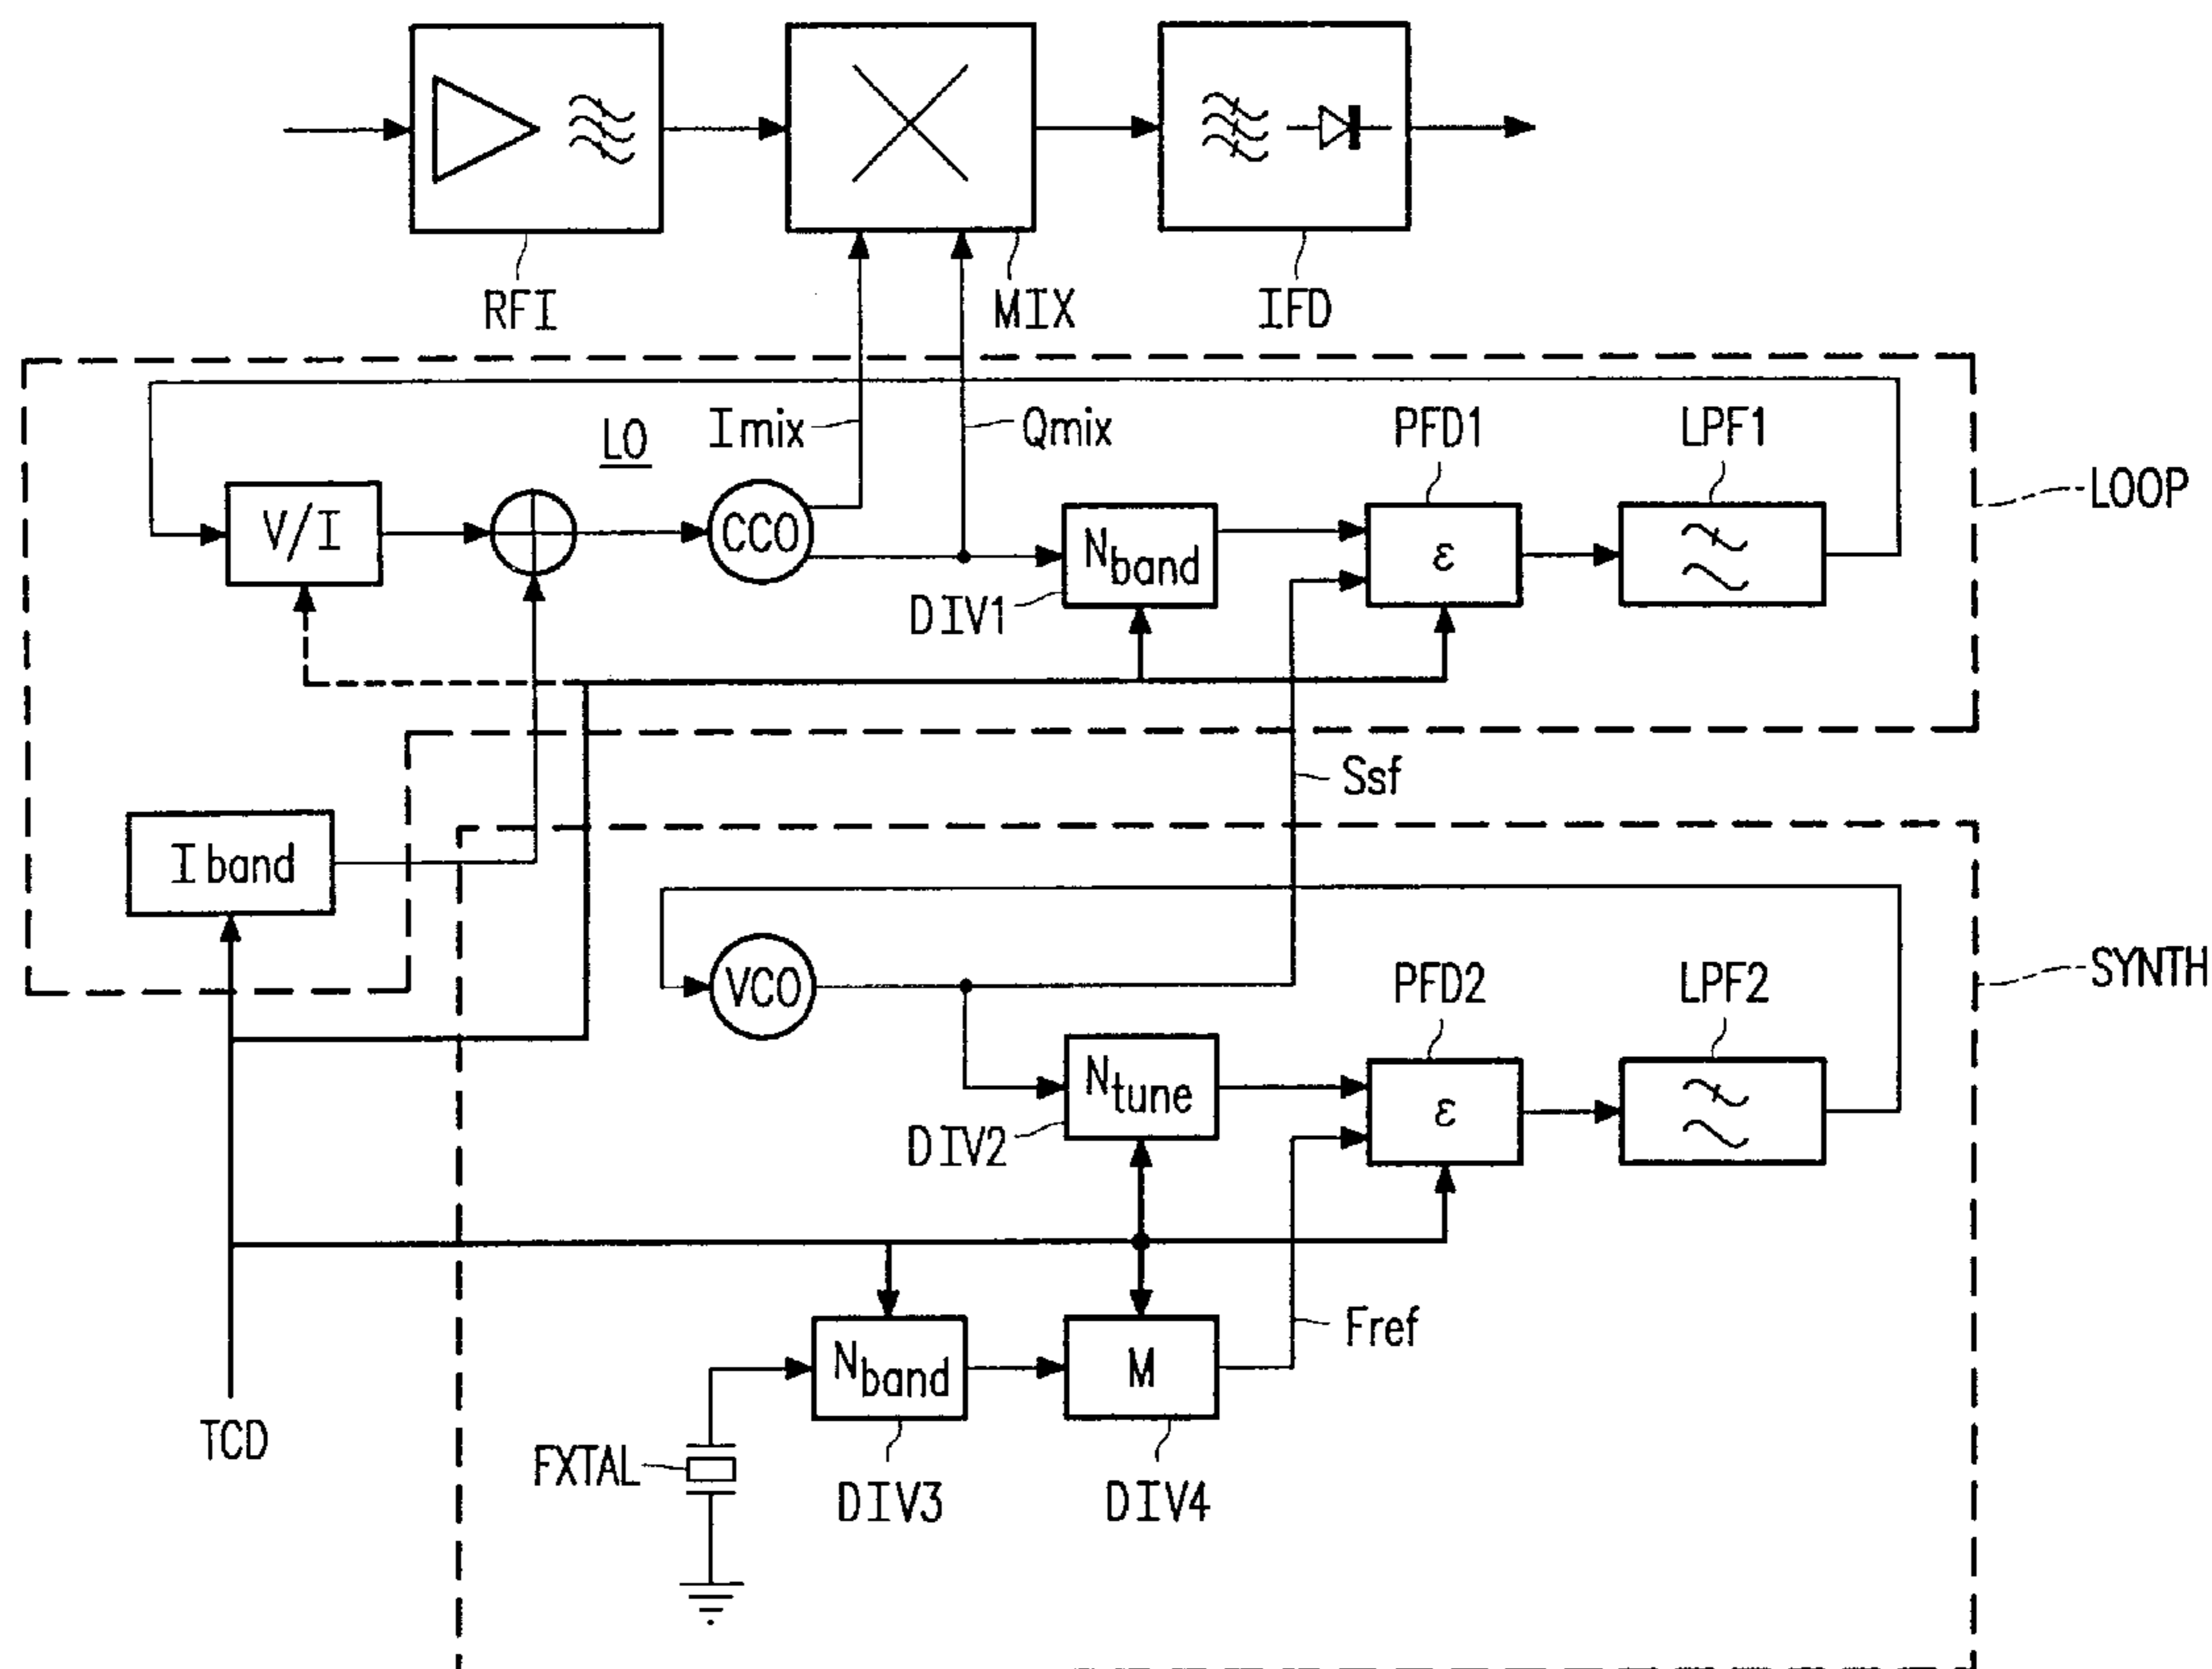 RFI
MIX
IFD
LO
Imix
Qmix
PFD1
LPF1
LOOP
V/I
CCO
Nband
ε
DIV1
Ssf
Iband
SYNTH
VCO
PFD2
LPF2
Ntune
ε
DIV2
Fref
Nband
M
TCD
FXTAL
DIV3
DIV4